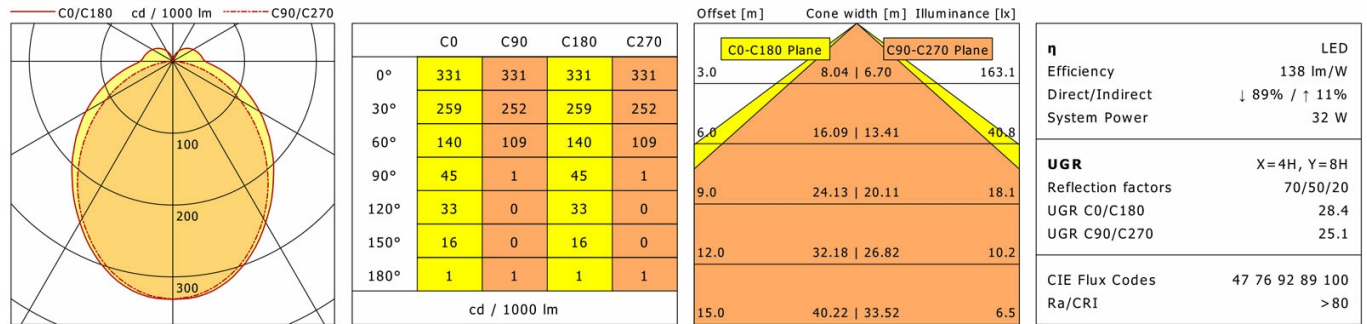 C0/C180 cd / 1000 lm C90/C270
100
200
300
C0 C90 C180 C270
0° 331 331 331 331
30° 259 252 259 252
60° 140 109 140 109
90° 45 1 45 1
120° 33 0 33 0
150° 16 0 16 0
180° 1 1 1 1
cd / 1000 lm
Offset [m] Cone width [m] Illuminance [lx]
C0-C180 Plane C90-C270 Plane
3.0 8.04 | 6.70 163.1
6.0 16.09 | 13.41 40.8
9.0 24.13 | 20.11 18.1
12.0 32.18 | 26.82 10.2
15.0 40.22 | 33.52 6.5
η LED
Efficiency 138 lm/W
Direct/Indirect ↓ 89% / ↑ 11%
System Power 32 W
UGR X=4H, Y=8H
Reflection factors 70/50/20
UGR C0/C180 28.4
UGR C90/C270 25.1
CIE Flux Codes 47 76 92 89 100
Ra/CRI >80